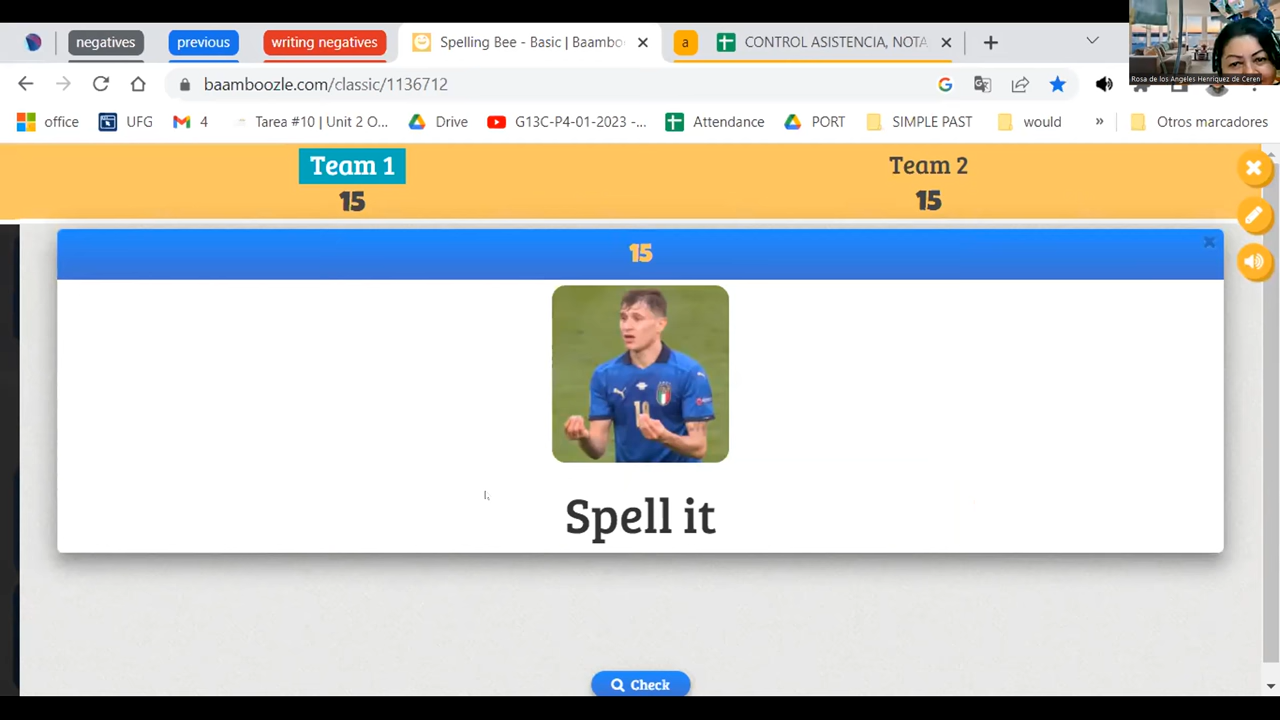 negatives
previous
writing negatives
Spelling Bee - Basic | Baambo
a
CONTROL ASISTENCIA, NOTA
Rosa de los Angeles Henriquez de Ceren
baamboozle.com/classic/1136712
office
UFG
4
Tarea #10 | Unit 2 O...
Drive
G13C-P4-01-2023 -...
Attendance
PORT
SIMPLE PAST
would
»
Otros marcadores
Team 1
Team 2
15
15
15
Spell it
Check